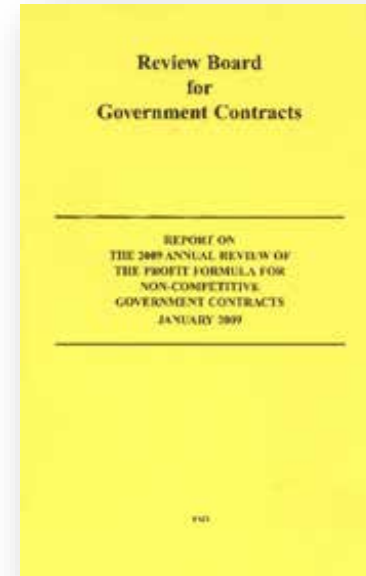 Review Board
for
Government Contracts
REPORT ON
THE 2009 ANNUAL REVIEW OF
THE PROFIT FORMULA FOR
NON-COMPETITIVE
GOVERNMENT CONTRACTS
JANUARY 2009